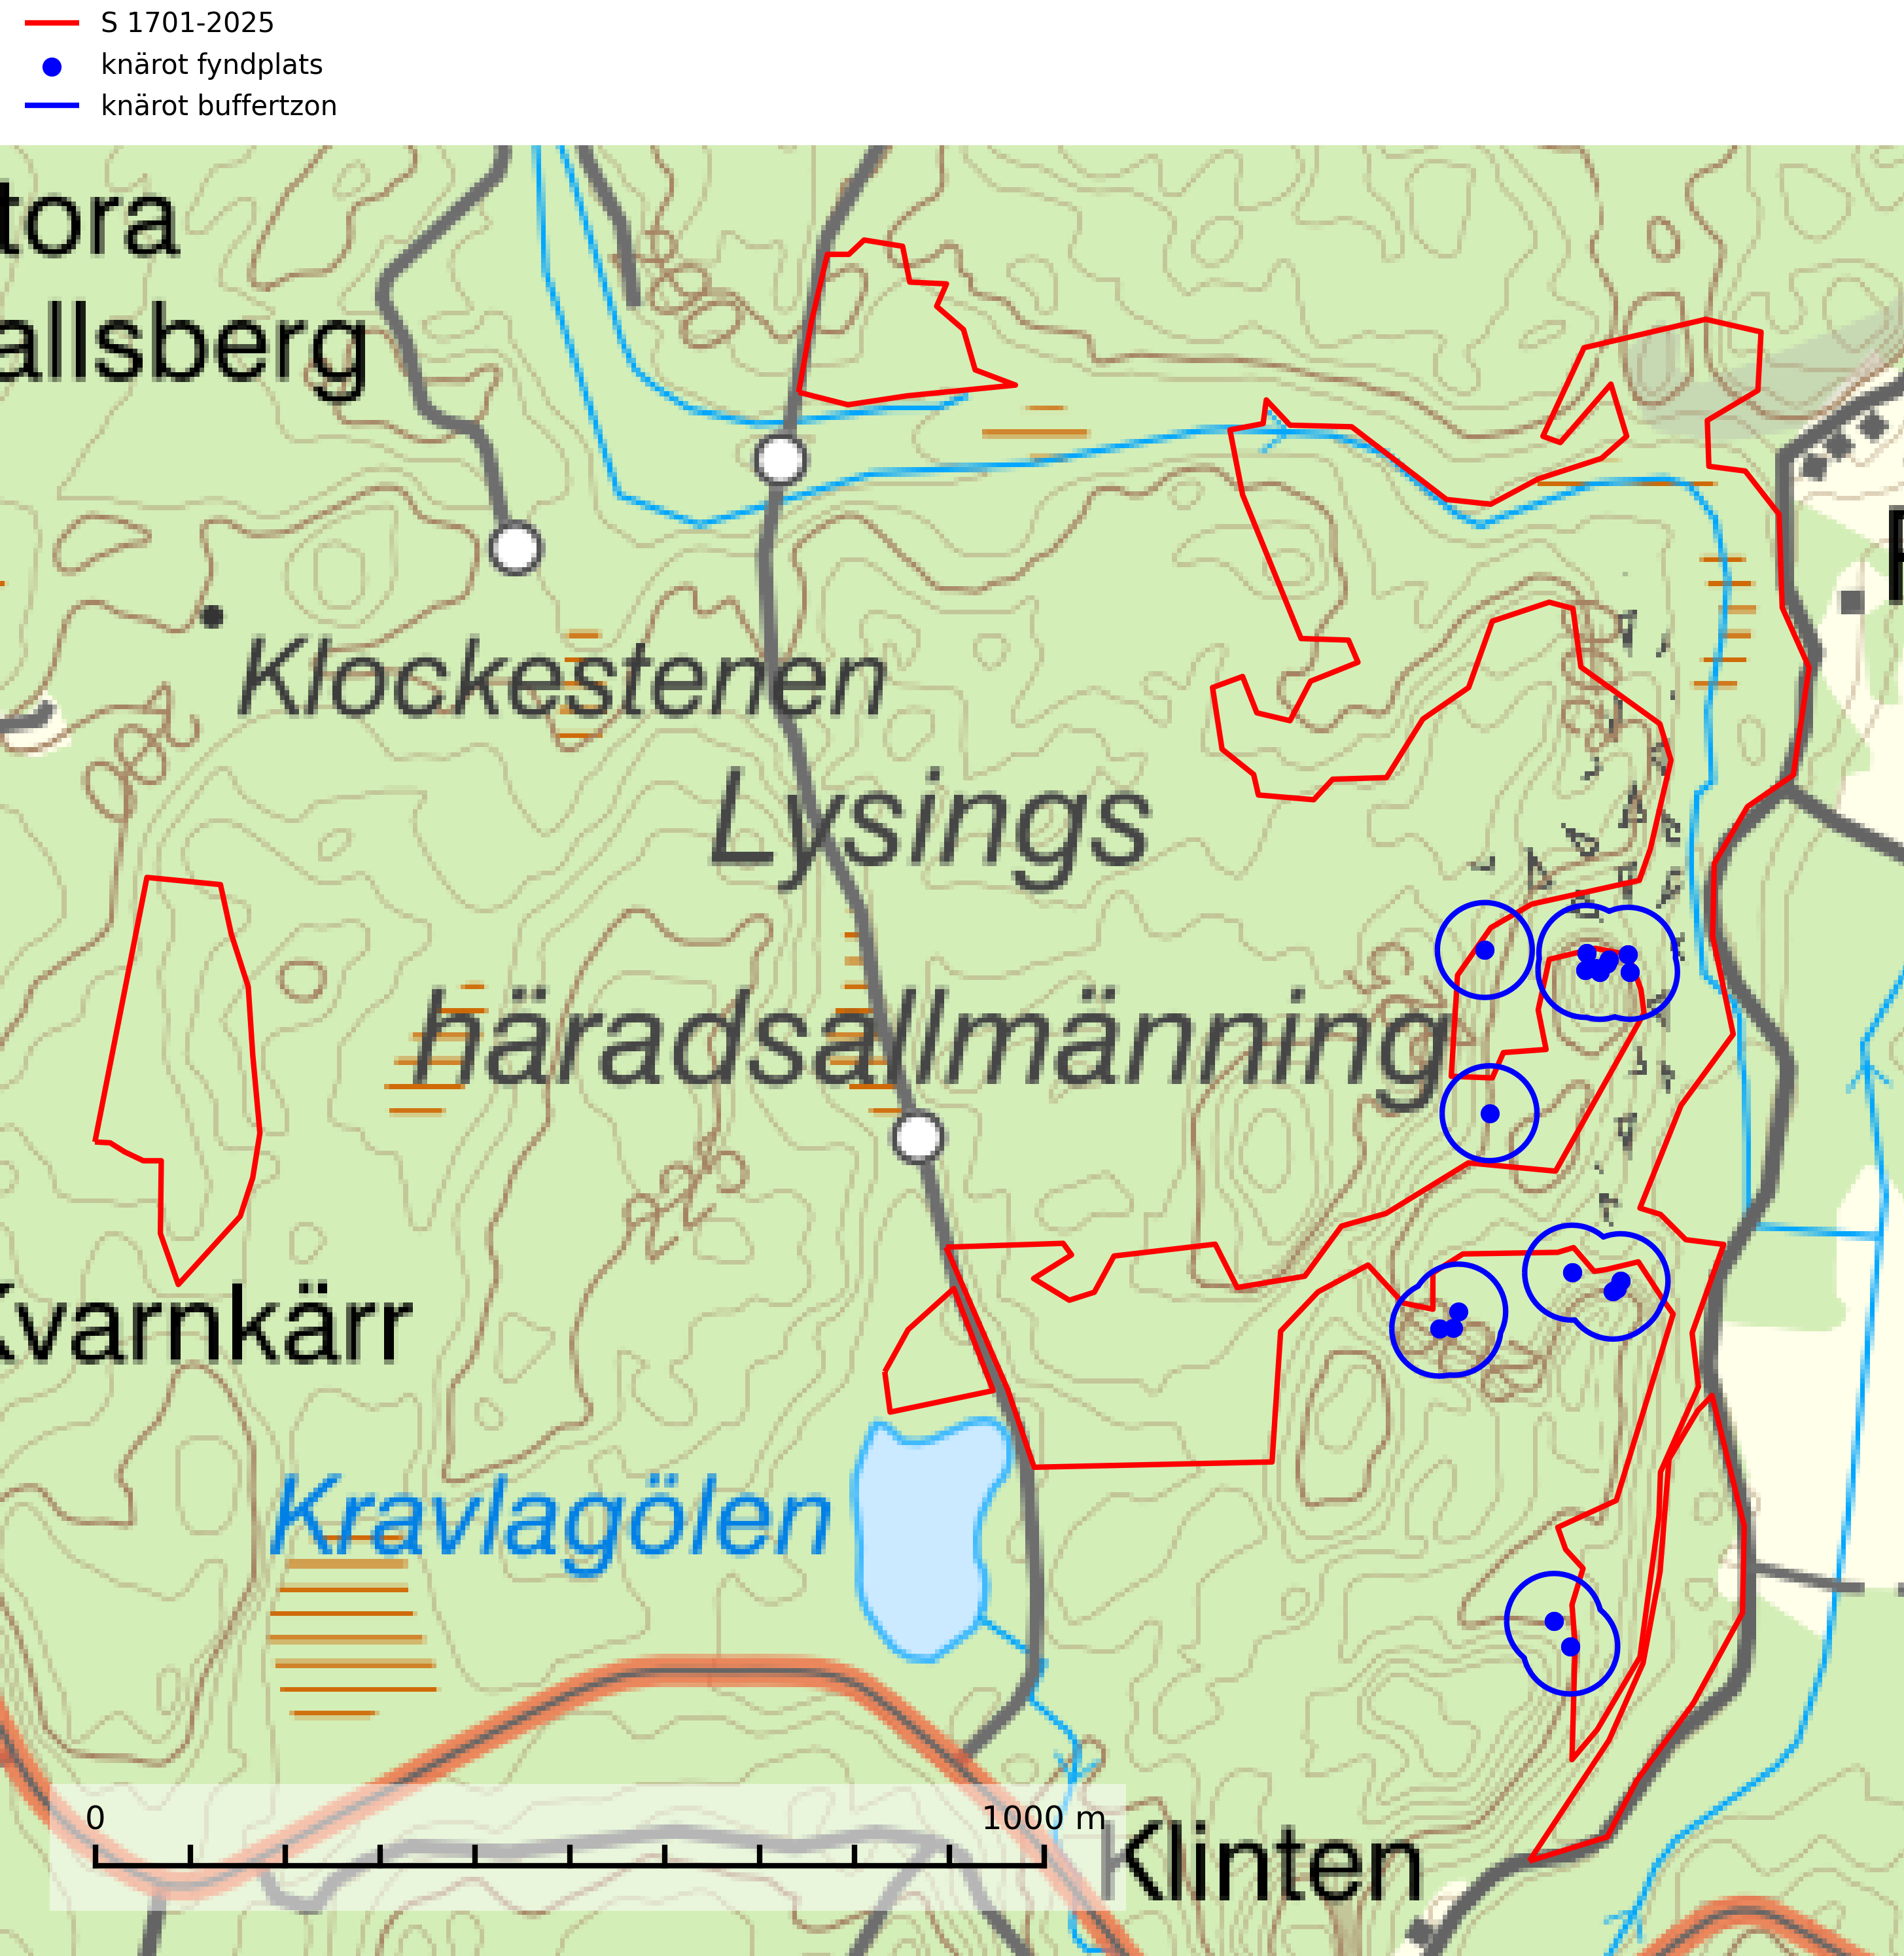 S 1701-2025
knärot fyndplats
knärot buffertzon
tora
allsberg
Klockestenen
Lysings
häradsallmänning
Kvarnkärr
Kravlagölen
0 1000 m
Klinten